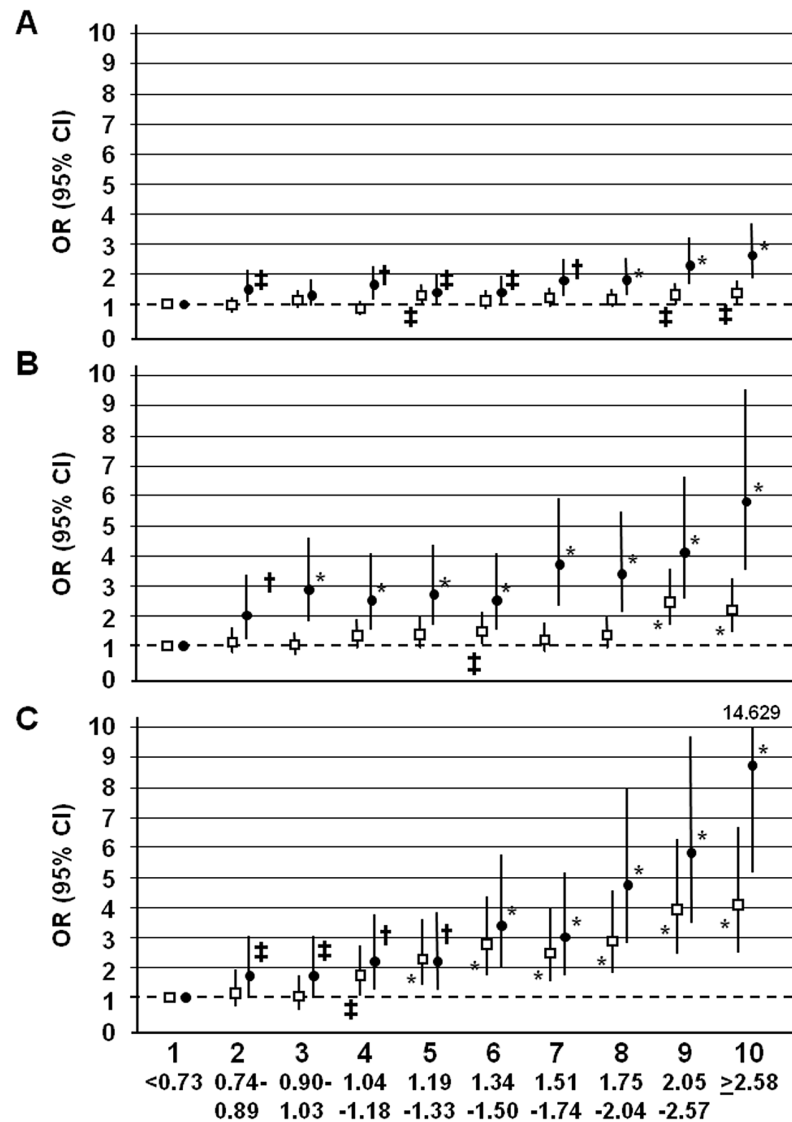 A
OR (95% CI)
10
9
8
7
6
5
4
3
2
1
0
‡ † ‡ ‡ † * * *
‡ ‡ ‡
B
OR (95% CI)
10
9
8
7
6
5
4
3
2
1
0
† * * * * * * * *
‡ * *
C
OR (95% CI)
10
9
8
7
6
5
4
3
2
1
0
14.629
‡ ‡ † † * * * * *
‡ * * * * * *
1 2 3 4 5 6 7 8 9 10
<0.73 0.74- 0.90- 1.04 1.19 1.34 1.51 1.75 2.05 ≥2.58
0.89 1.03 -1.18 -1.33 -1.50 -1.74 -2.04 -2.57